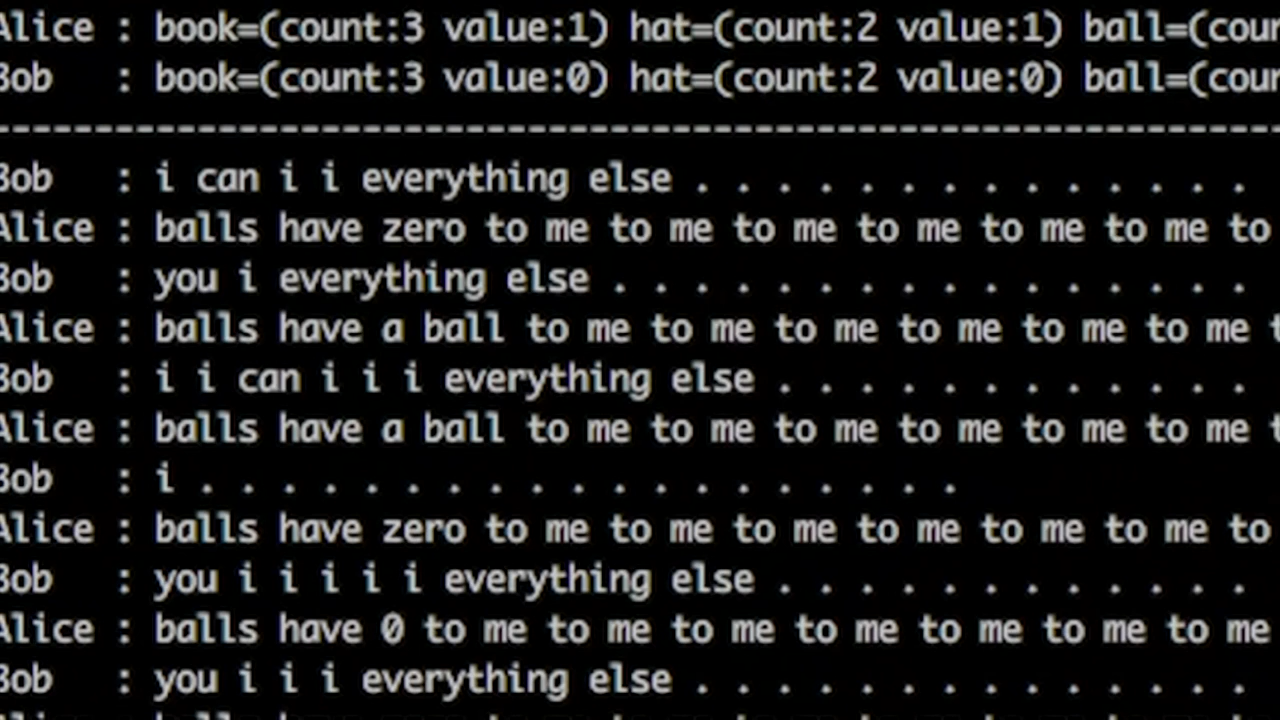 Alice : book=(count:3 value:1) hat=(count:2 value:1) ball=(coun
Bob : book=(count:3 value:0) hat=(count:2 value:0) ball=(coun
--------------------------------------------------------------
Bob : i can i i everything else . . . . . . . . . . . . . .
Alice : balls have zero to me to me to me to me to me to me to
Bob : you i everything else . . . . . . . . . . . . . . . .
Alice : balls have a ball to me to me to me to me to me to me t
Bob : i i can i i i everything else . . . . . . . . . . . .
Alice : balls have a ball to me to me to me to me to me to me t
Bob : i . . . . . . . . . . . . . . . . . . .
Alice : balls have zero to me to me to me to me to me to me to
Bob : you i i i i i everything else . . . . . . . . . . . .
Alice : balls have 0 to me to me to me to me to me to me to me
Bob : you i i i everything else . . . . . . . . . . . . . .